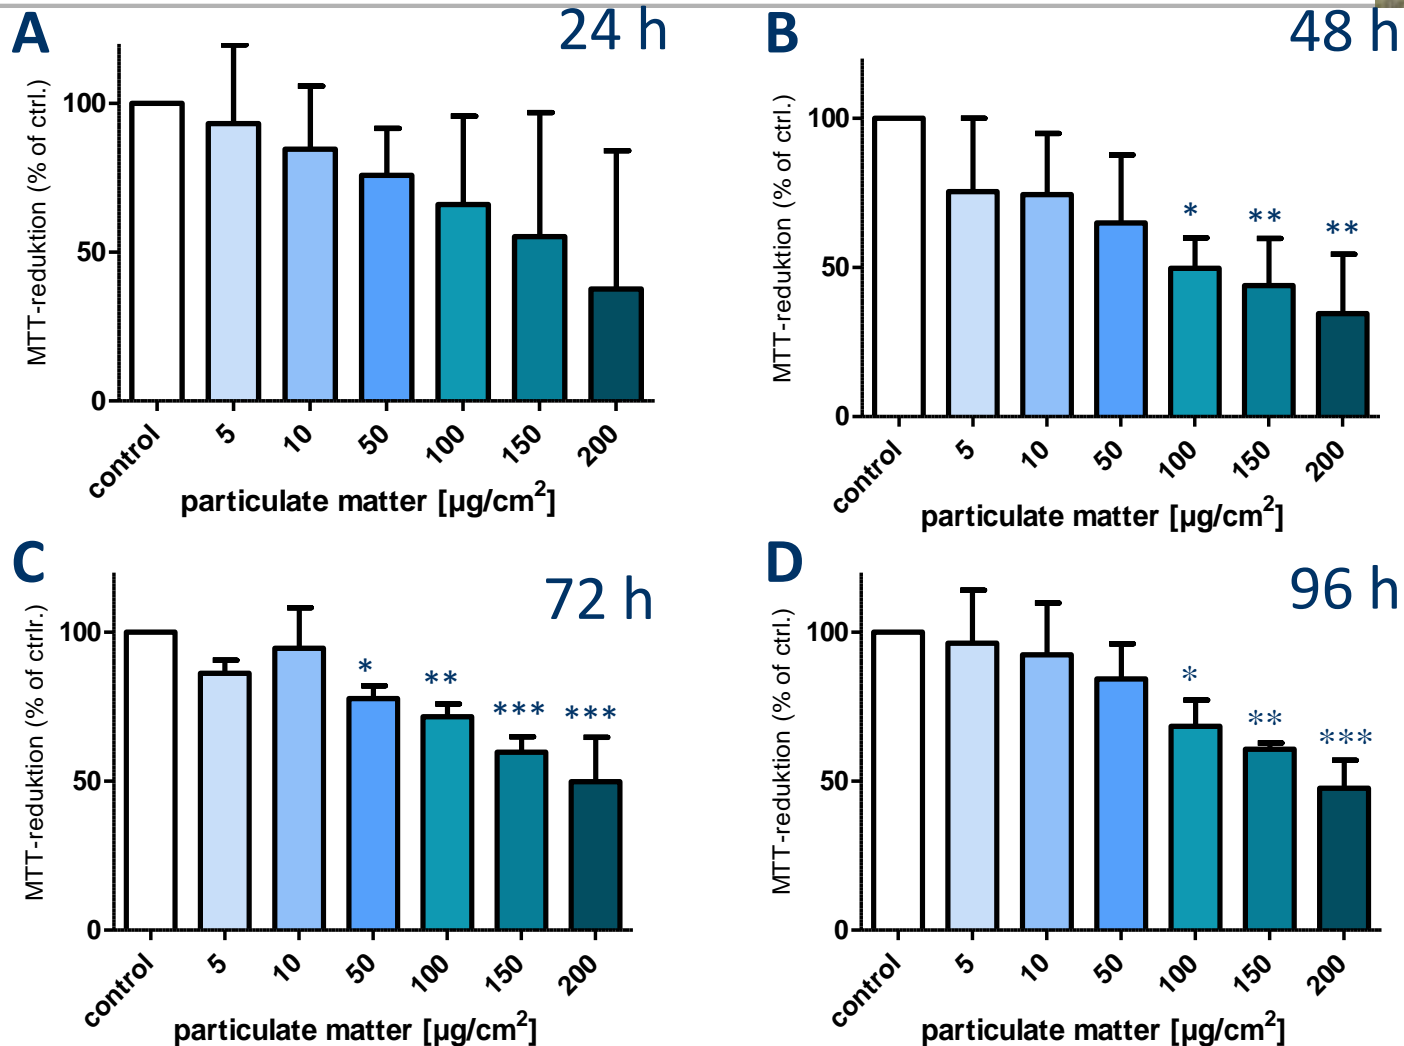 A
24 h
MTT-reduktion (% of ctrl.)
100
50
0
control
5
10
50
100
150
200
particulate matter [µg/cm²]
B
48 h
MTT-reduktion (% of ctrl.)
100
50
0
*
**
**
control
5
10
50
100
150
200
particulate matter [µg/cm²]
C
72 h
MTT-reduktion (% of ctrlr.)
100
50
0
*
**
***
***
control
5
10
50
100
150
200
particulate matter [µg/cm²]
D
96 h
MTT-reduktion (% of ctrl.)
100
50
0
*
**
***
control
5
10
50
100
150
200
particulate matter [µg/cm²]